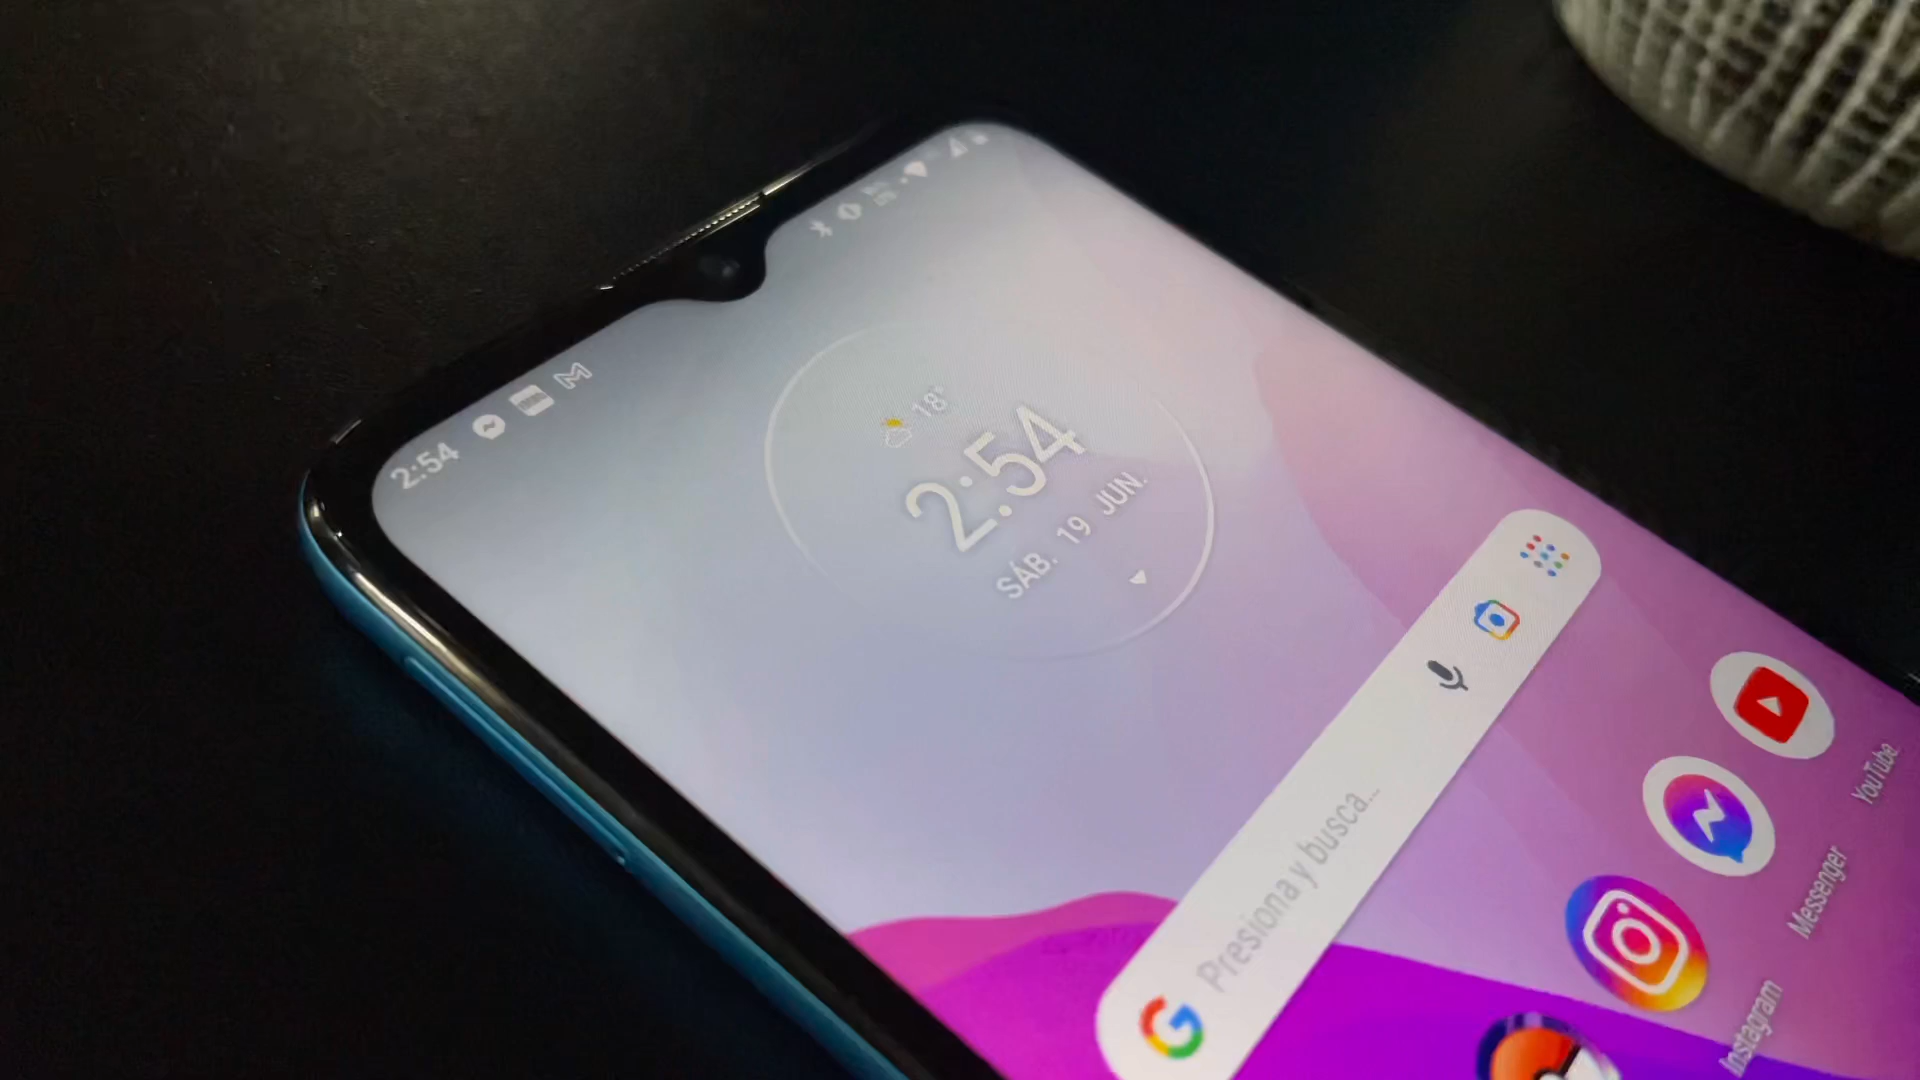 2:54
18°
2:54
SÁB. 19 JUN.
Presiona y busca...
YouTube
Messenger
Instagram